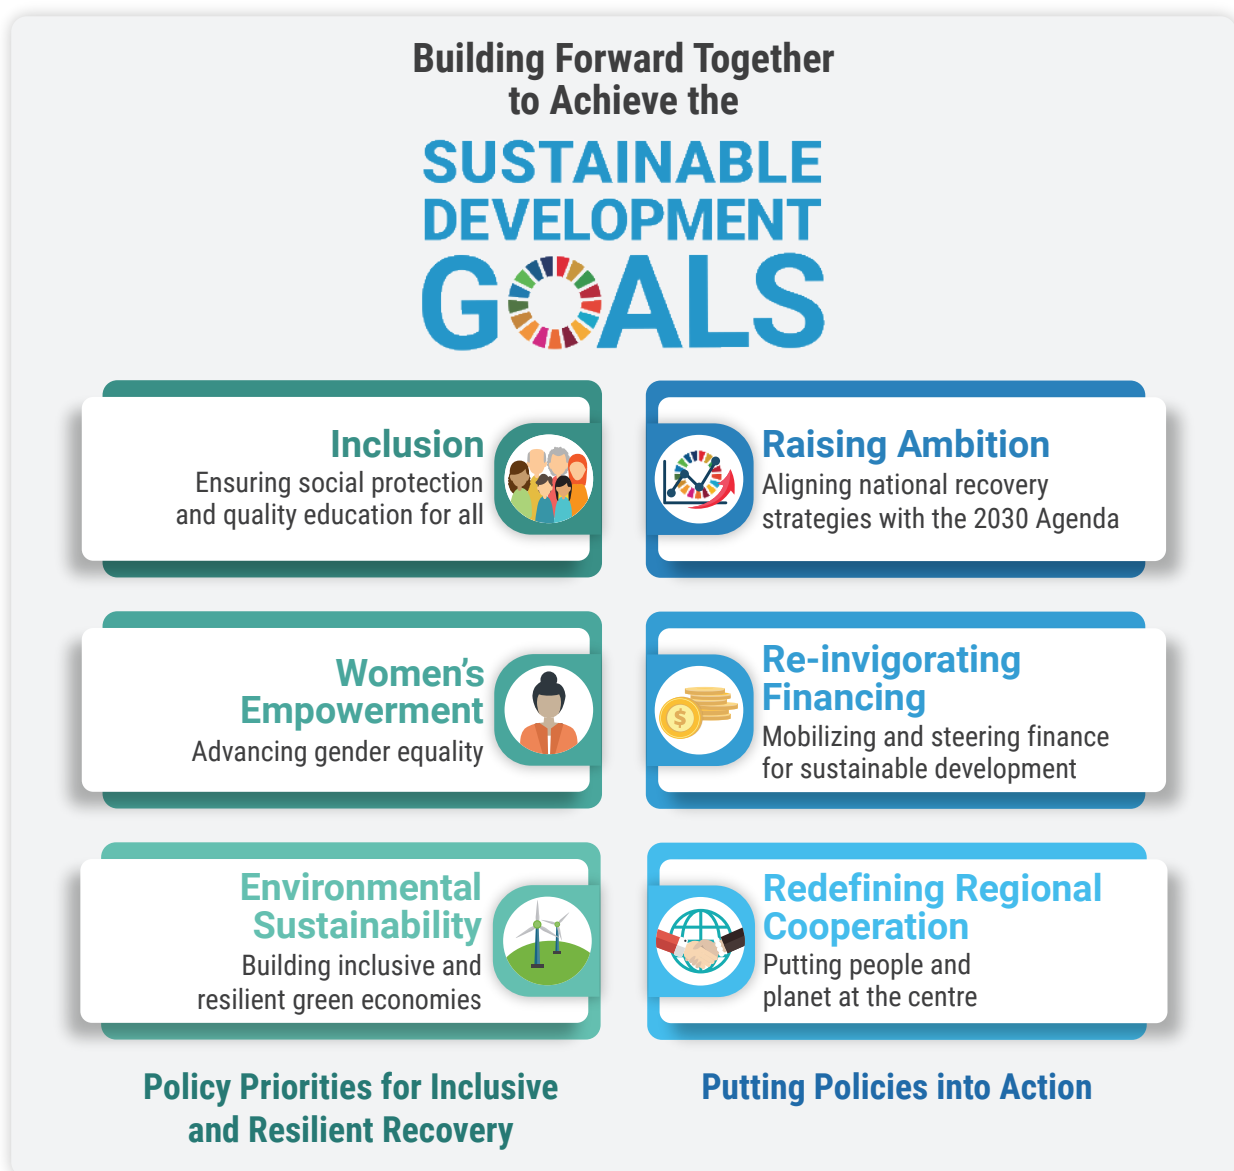 Building Forward Together
to Achieve the
SUSTAINABLE
DEVELOPMENT
GOALS
Inclusion
Ensuring social protection
and quality education for all
Women's
Empowerment
Advancing gender equality
Environmental
Sustainability
Building inclusive and
resilient green economies
Policy Priorities for Inclusive
and Resilient Recovery
Raising Ambition
Aligning national recovery
strategies with the 2030 Agenda
Re-invigorating
Financing
Mobilizing and steering finance
for sustainable development
$
Redefining Regional
Cooperation
Putting people and
planet at the centre
Putting Policies into Action